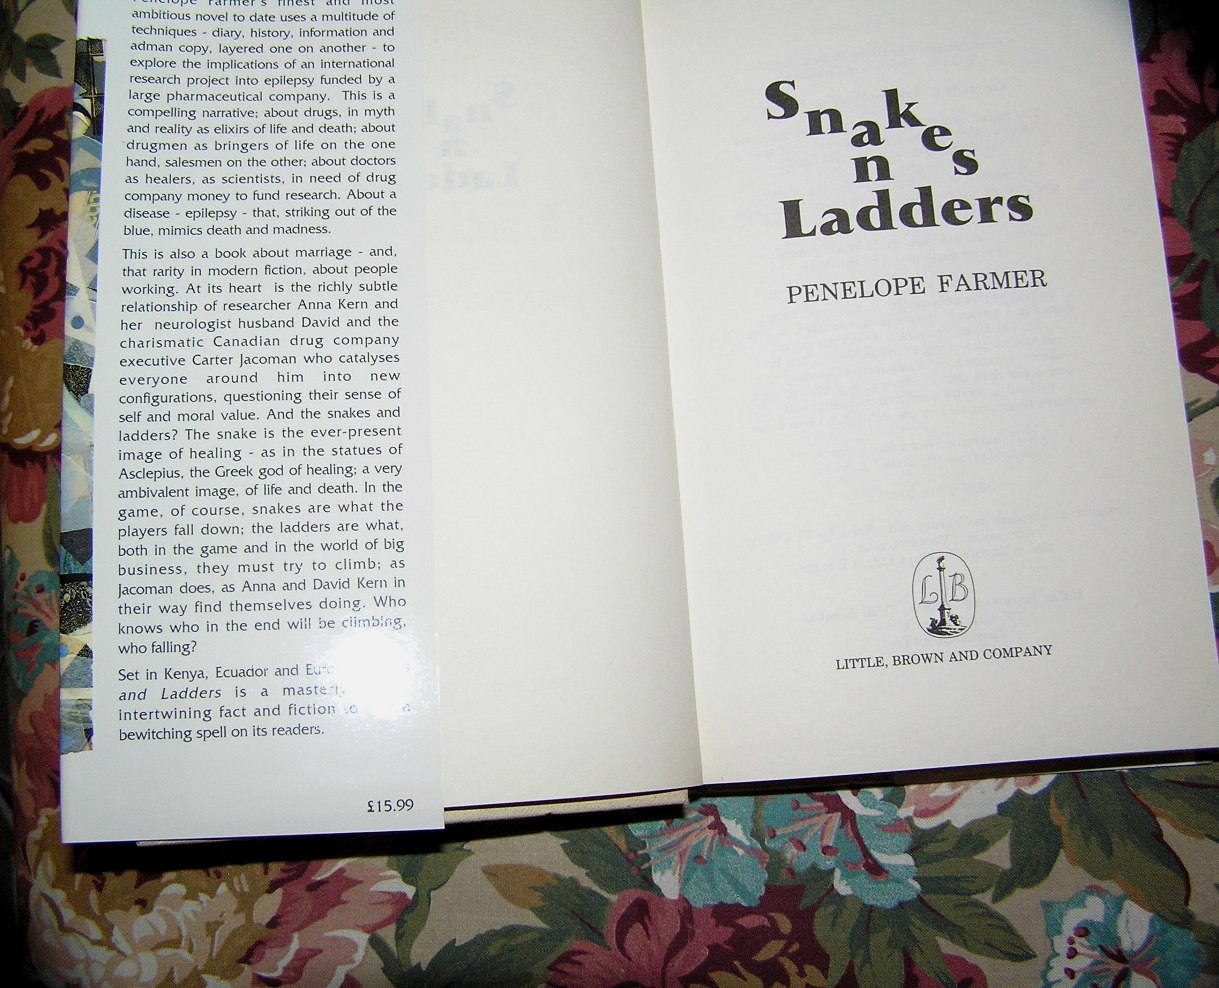 Penelope Farmer's finest and most
ambitious novel to date uses a multitude of
techniques - diary, history, information and
adman copy, layered one on another - to
explore the implications of an international
research project into epilepsy funded by a
large pharmaceutical company. This is a
compelling narrative; about drugs, in myth
and reality as elixirs of life and death; about
drugmen as bringers of life on the one
hand, salesmen on the other; about doctors
as healers, as scientists, in need of drug
company money to fund research. About a
disease - epilepsy - that, striking out of the
blue, mimics death and madness.
This is also a book about marriage - and,
that rarity in modern fiction, about people
working. At its heart is the richly subtle
relationship of researcher Anna Kern and
her neurologist husband David and the
charismatic Canadian drug company
executive Carter Jacoman who catalyses
everyone around him into new
configurations, questioning their sense of
self and moral value. And the snakes and
ladders? The snake is the ever-present
image of healing - as in the statues of
Asclepius, the Greek god of healing; a very
ambivalent image, of life and death. In the
game, of course, snakes are what the
players fall down; the ladders are what,
both in the game and in the world of big
business, they must try to climb; as
Jacoman does, as Anna and David Kern in
their way find themselves doing. Who
knows who in the end will be climbing,
who falling?
Set in Kenya, Ecuador and
and Ladders is a
intertwining fact and fiction
bewitching spell on its readers.
£15.99
Snakes
n
Ladders
PENELOPE FARMER
L B
LITTLE, BROWN AND COMPANY